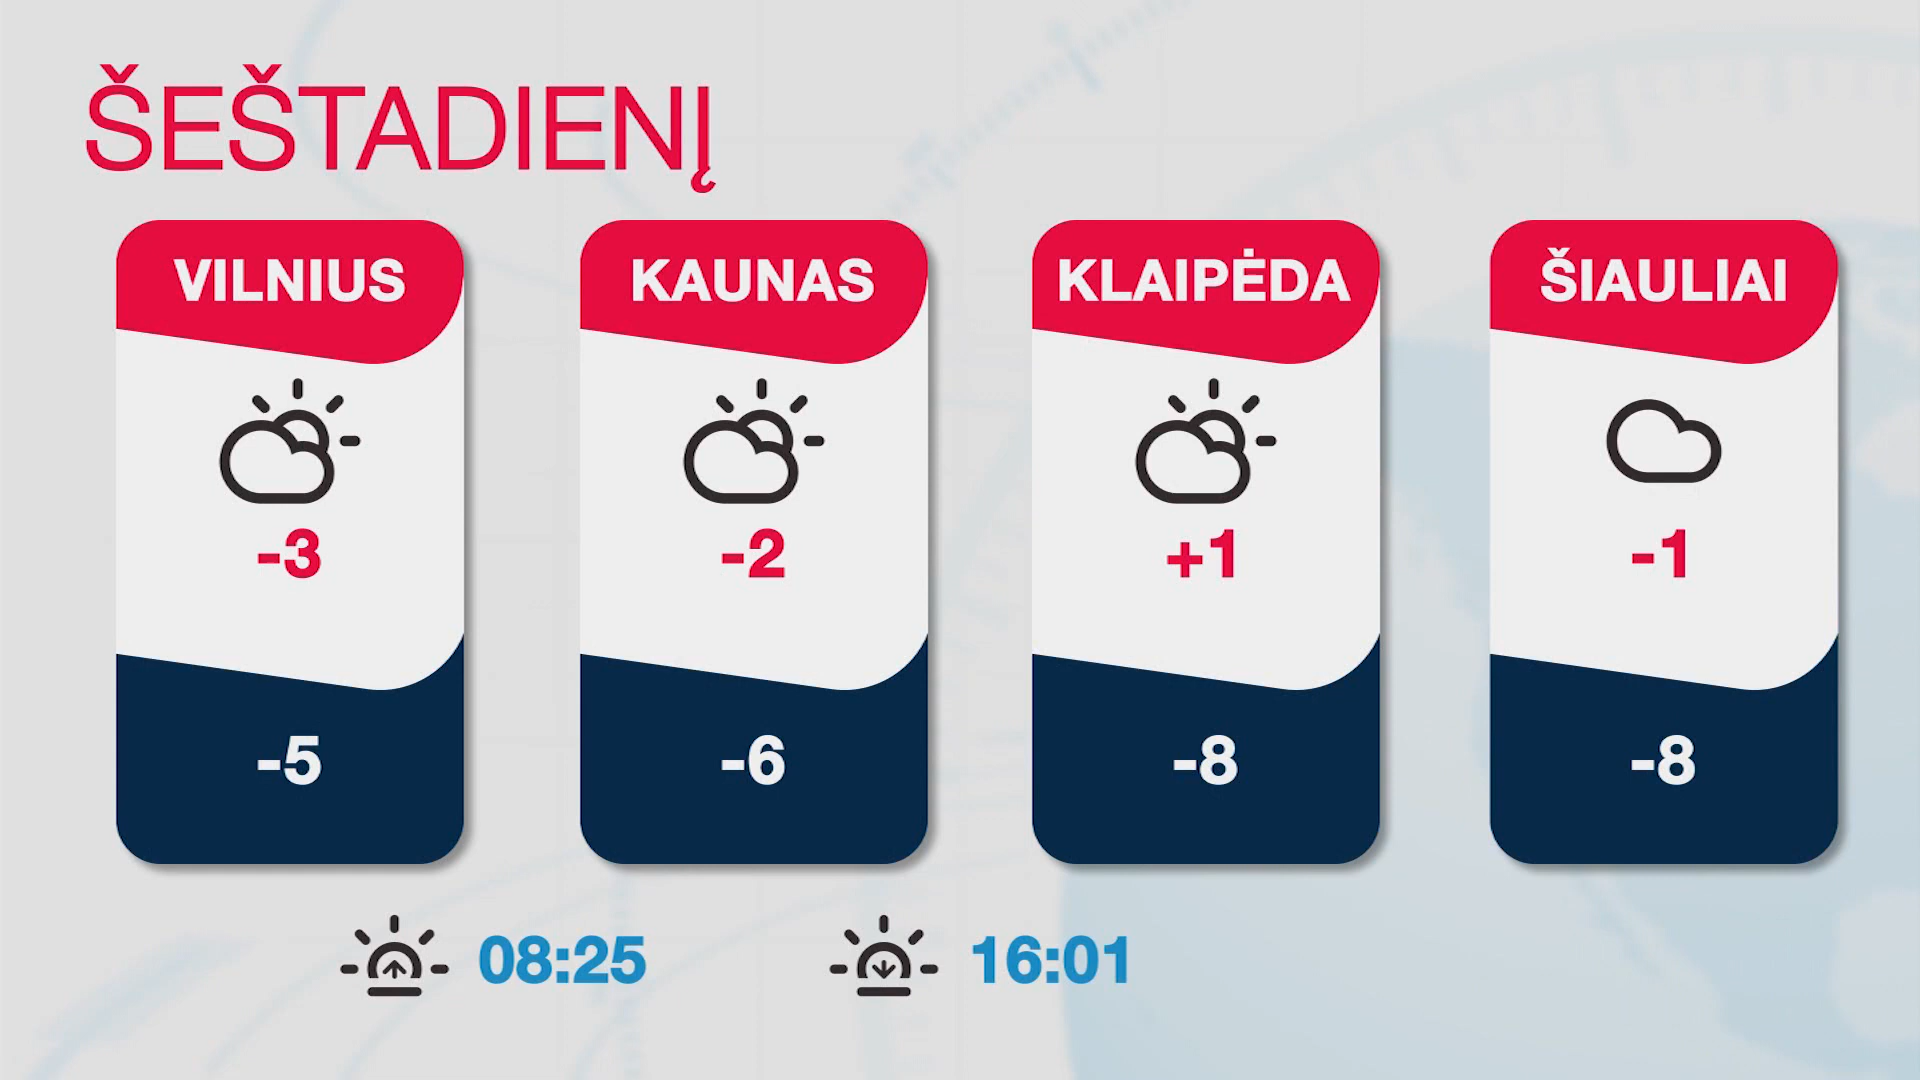 ŠEŠTADIENĮ
VILNIUS
-3
-5
KAUNAS
-2
-6
KLAIPĖDA
+1
-8
ŠIAULIAI
-1
-8
08:25
16:01